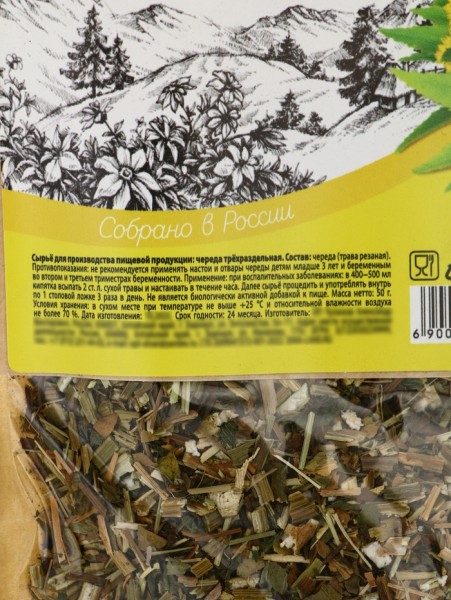 Собрано в России
Сырьё для производства пищевой продукции: череда трёхраздельная. Состав: череда (трава резаная).
Противопоказания: не рекомендуется применять настои и отвары череды детям младше 3 лет и беременным
во втором и третьем триместрах беременности. Применение: при воспалительных заболеваниях: в 400–500 мл
кипятка всыпать 2 ст. л. сухой травы и настаивать в течение часа. Далее сырьё процедить и употреблять внутрь
по 1 столовой ложке 3 раза в день. Не является биологически активной добавкой к пище. Масса нетто: 50 г.
Условия хранения: в сухом месте при температуре не выше +25 °С и относительной влажности воздуха
не более 70 %. Дата изготовления: Срок годности: 24 месяца. Изготовитель:
6 900